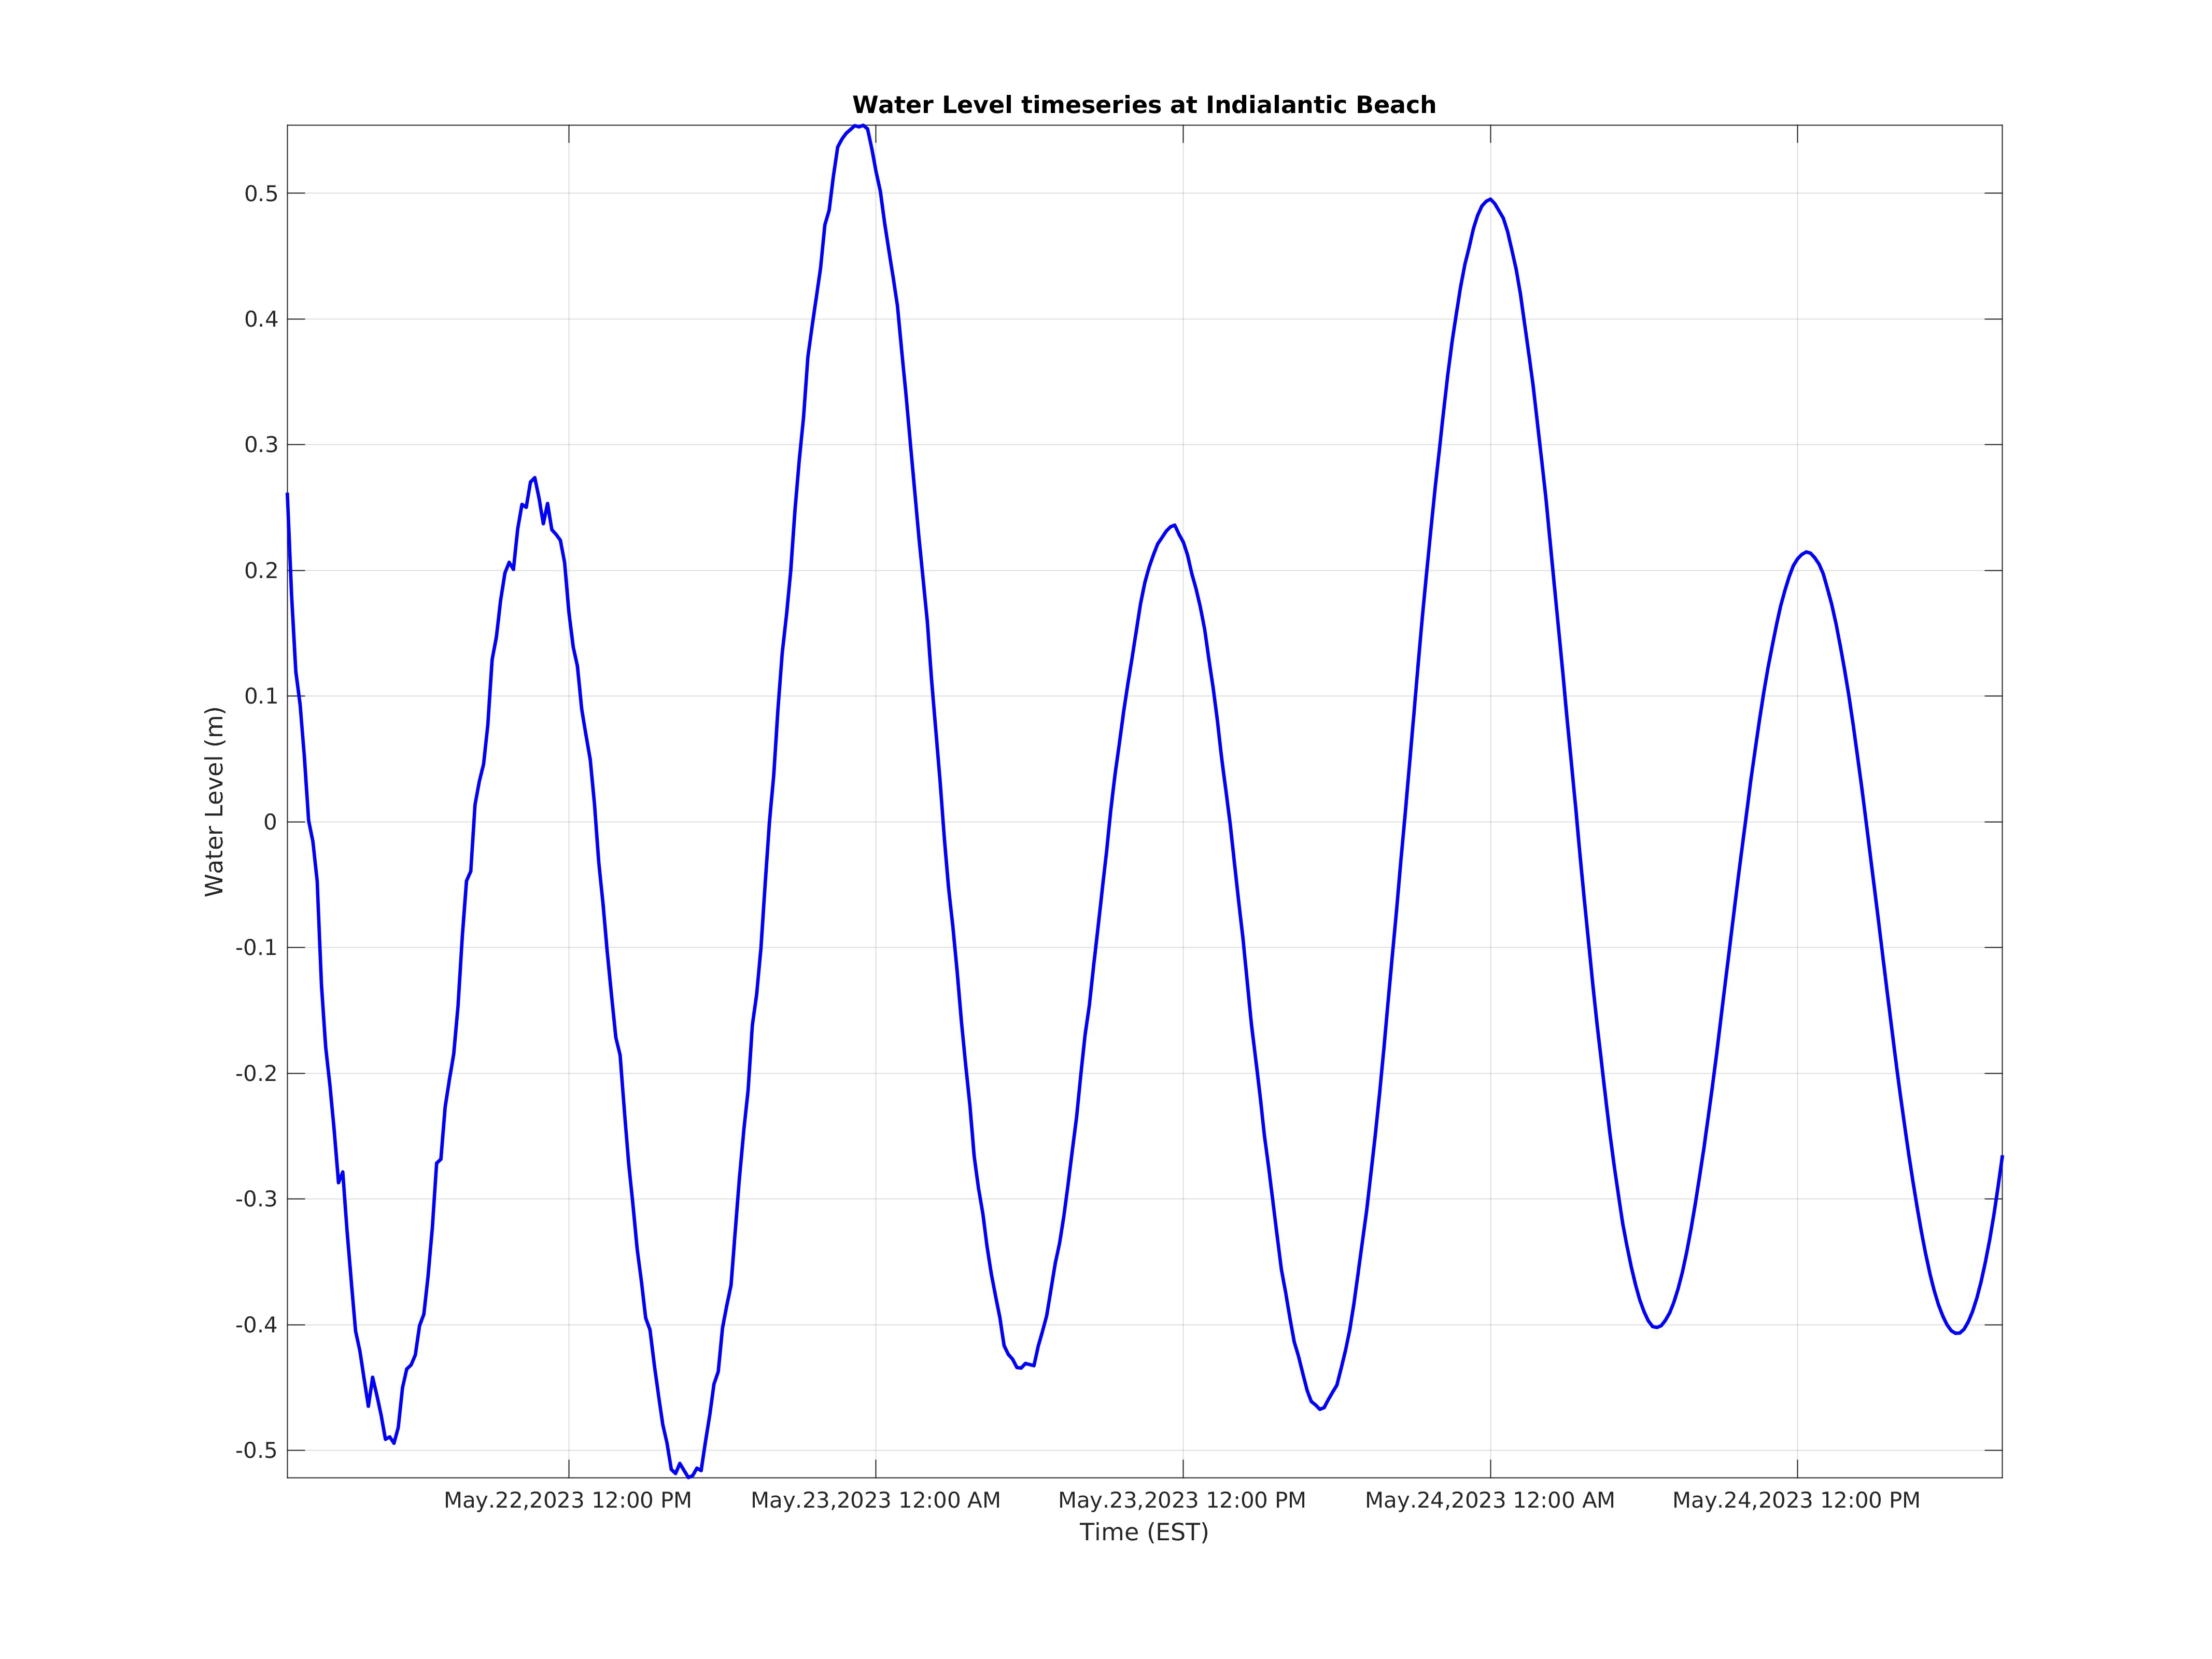 Water Level timeseries at Indialantic Beach
0.5
0.4
0.3
0.2
0.1
0
-0.1
-0.2
-0.3
-0.4
-0.5
Water Level (m)
May.22,2023 12:00 PM
May.23,2023 12:00 AM
May.23,2023 12:00 PM
May.24,2023 12:00 AM
May.24,2023 12:00 PM
Time (EST)